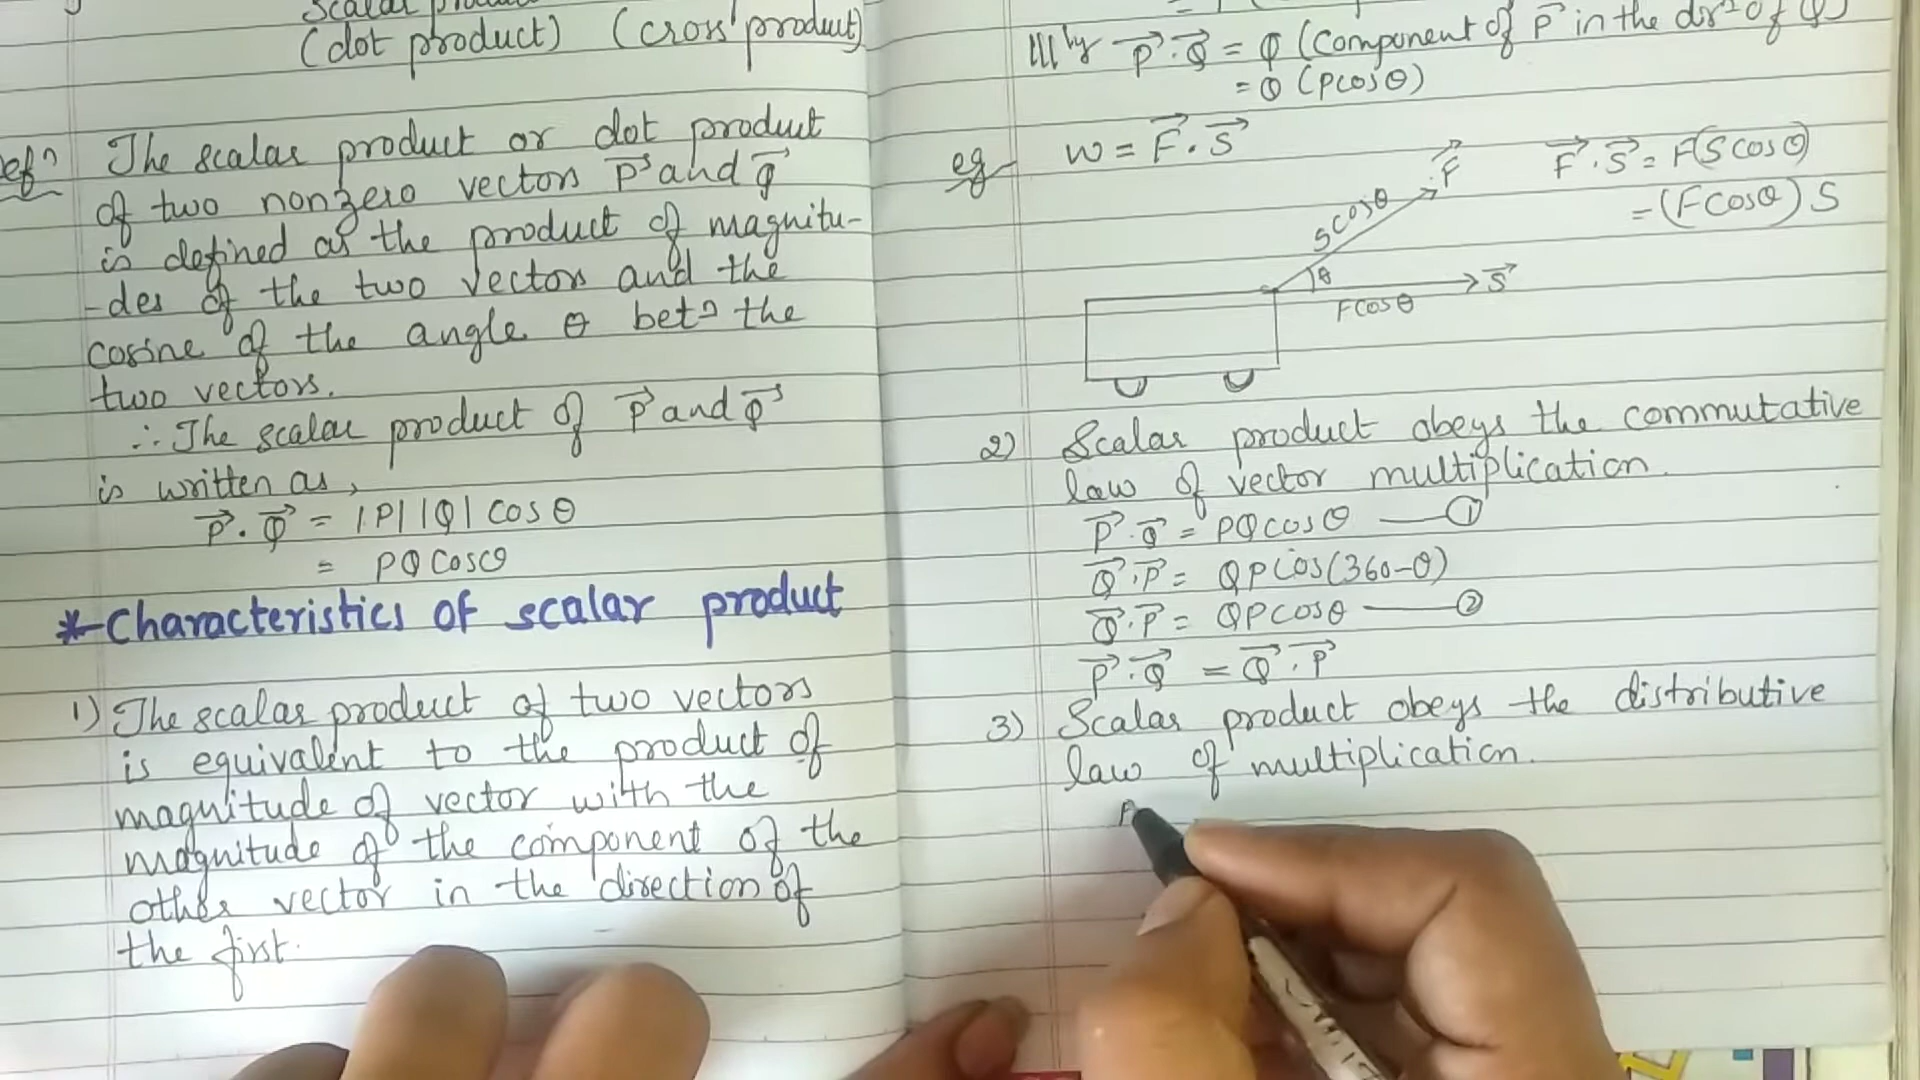 scalar product
(dot product) (cross product)
The scalar product or dot product
of two nonzero vectors P⃗ and q⃗
is defined as the product of magnitu-
-des of the two vectors and the
cosine of the angle θ betn the
two vectors.
∴ The scalar product of P⃗ and Q⃗
is written as,
P⃗ . Q⃗ = |P| |Q| cos θ
= PQ Cosθ
*-Characteristics of scalar product
1) The scalar product of two vectors
is equivalent to the product of
magnitude of vector with the
magnitude of the component of the
other vector in the direction of
the first.
|||ly P⃗ . Q⃗ = Q (Component of P⃗ in the dirn of Q)
= Q (Pcosθ)
eg w = F⃗ . S⃗
F⃗ . S⃗ = F(S cosθ)
= (Fcosθ) S
F⃗
S cosθ
θ
S⃗
Fcosθ
2) Scalar product obeys the commutative
law of vector multiplication.
P⃗ . Q⃗ = PQ cosθ — ①
Q⃗ . P⃗ = QP Cos(360-θ)
Q⃗ . P⃗ = QP cosθ — ②
P⃗ . Q⃗ = Q⃗ . P⃗
3) Scalar product obeys the distributive
law of multiplication.